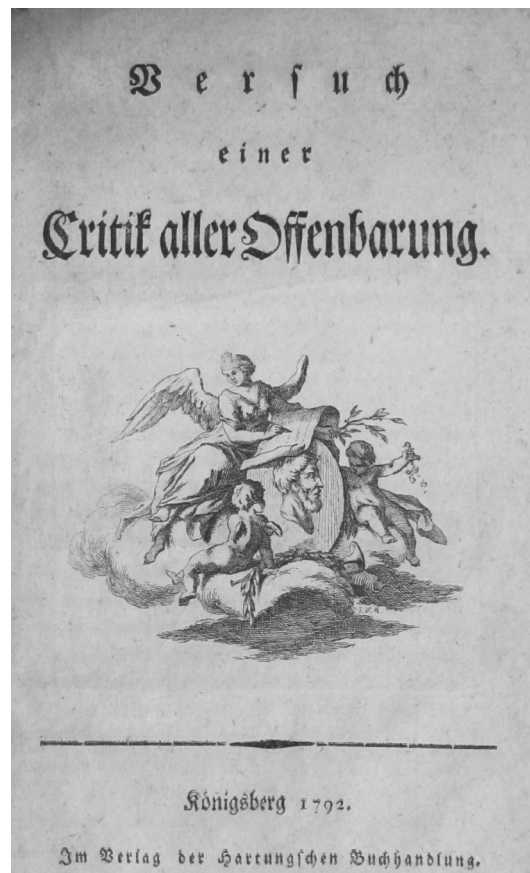 Versuch
einer
Critik aller Offenbarung.
Königsberg 1792.
Im Verlag der Hartungschen Buchhandlung.